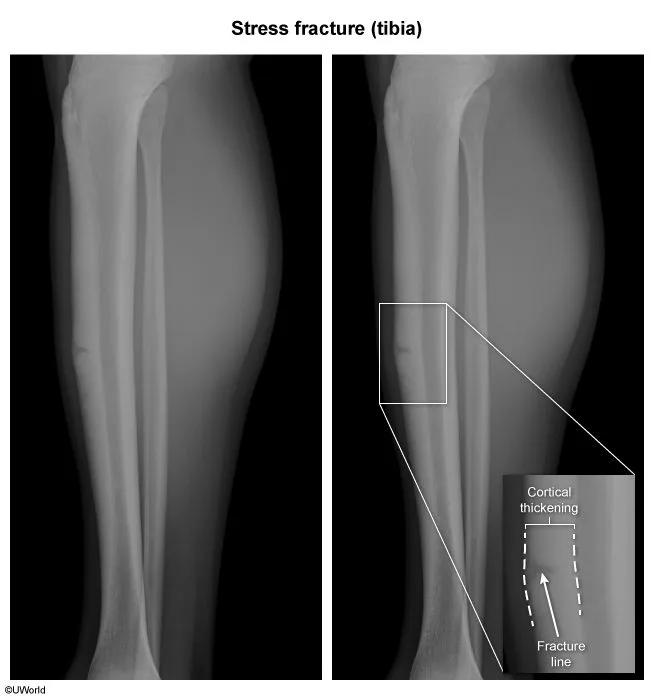 Stress fracture (tibia)
Cortical
thickening
Fracture
line
©UWorld